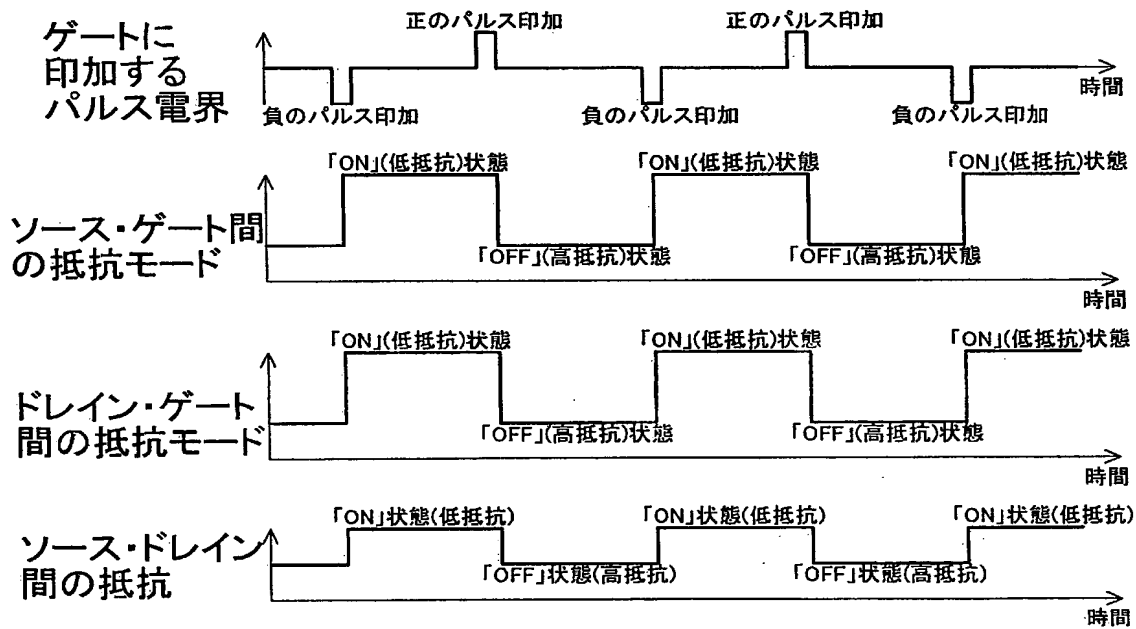 ゲートに
印加する
パルス電界
正のパルス印加
正のパルス印加
時間
負のパルス印加
負のパルス印加
負のパルス印加
ソース・ゲート間
の抵抗モード
「ON」(低抵抗)状態
「ON」(低抵抗)状態
「ON」(低抵抗)状態
「OFF」(高抵抗)状態
「OFF」(高抵抗)状態
時間
ドレイン・ゲート
間の抵抗モード
「ON」(低抵抗)状態
「ON」(低抵抗)状態
「ON」(低抵抗)状態
「OFF」(高抵抗)状態
「OFF」(高抵抗)状態
時間
ソース・ドレイン
間の抵抗
「ON」状態(低抵抗)
「ON」状態(低抵抗)
「ON」状態(低抵抗)
「OFF」状態(高抵抗)
「OFF」状態(高抵抗)
時間